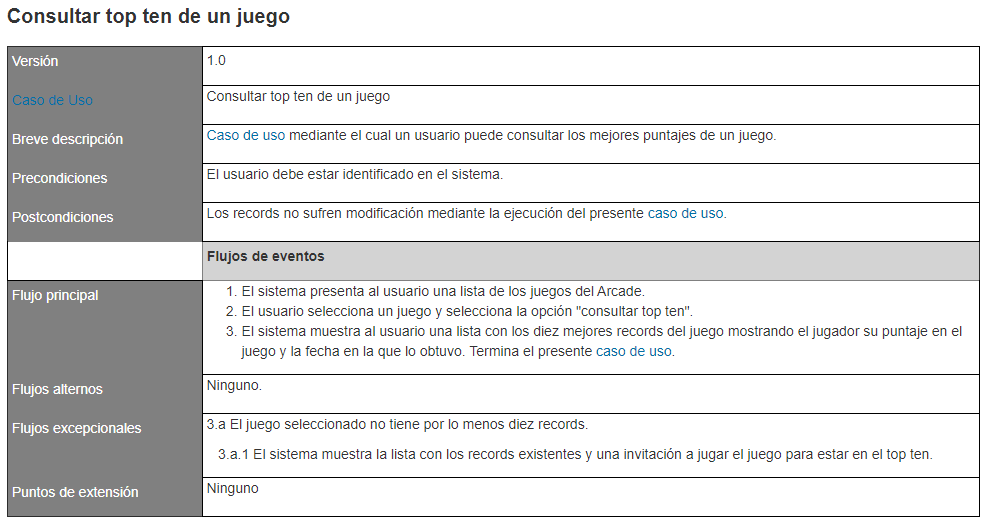 Consultar top ten de un juego
Versión
1.0
Caso de Uso
Consultar top ten de un juego
Breve descripción
Caso de uso mediante el cual un usuario puede consultar los mejores puntajes de un juego.
Precondiciones
El usuario debe estar identificado en el sistema.
Postcondiciones
Los records no sufren modificación mediante la ejecución del presente caso de uso.
Flujos de eventos
Flujo principal
1. El sistema presenta al usuario una lista de los juegos del Arcade.
2. El usuario selecciona un juego y selecciona la opción "consultar top ten".
3. El sistema muestra al usuario una lista con los diez mejores records del juego mostrando el jugador su puntaje en el
juego y la fecha en la que lo obtuvo. Termina el presente caso de uso.
Flujos alternos
Ninguno.
Flujos excepcionales
3.a El juego seleccionado no tiene por lo menos diez records.
3.a.1 El sistema muestra la lista con los records existentes y una invitación a jugar el juego para estar en el top ten.
Puntos de extensión
Ninguno